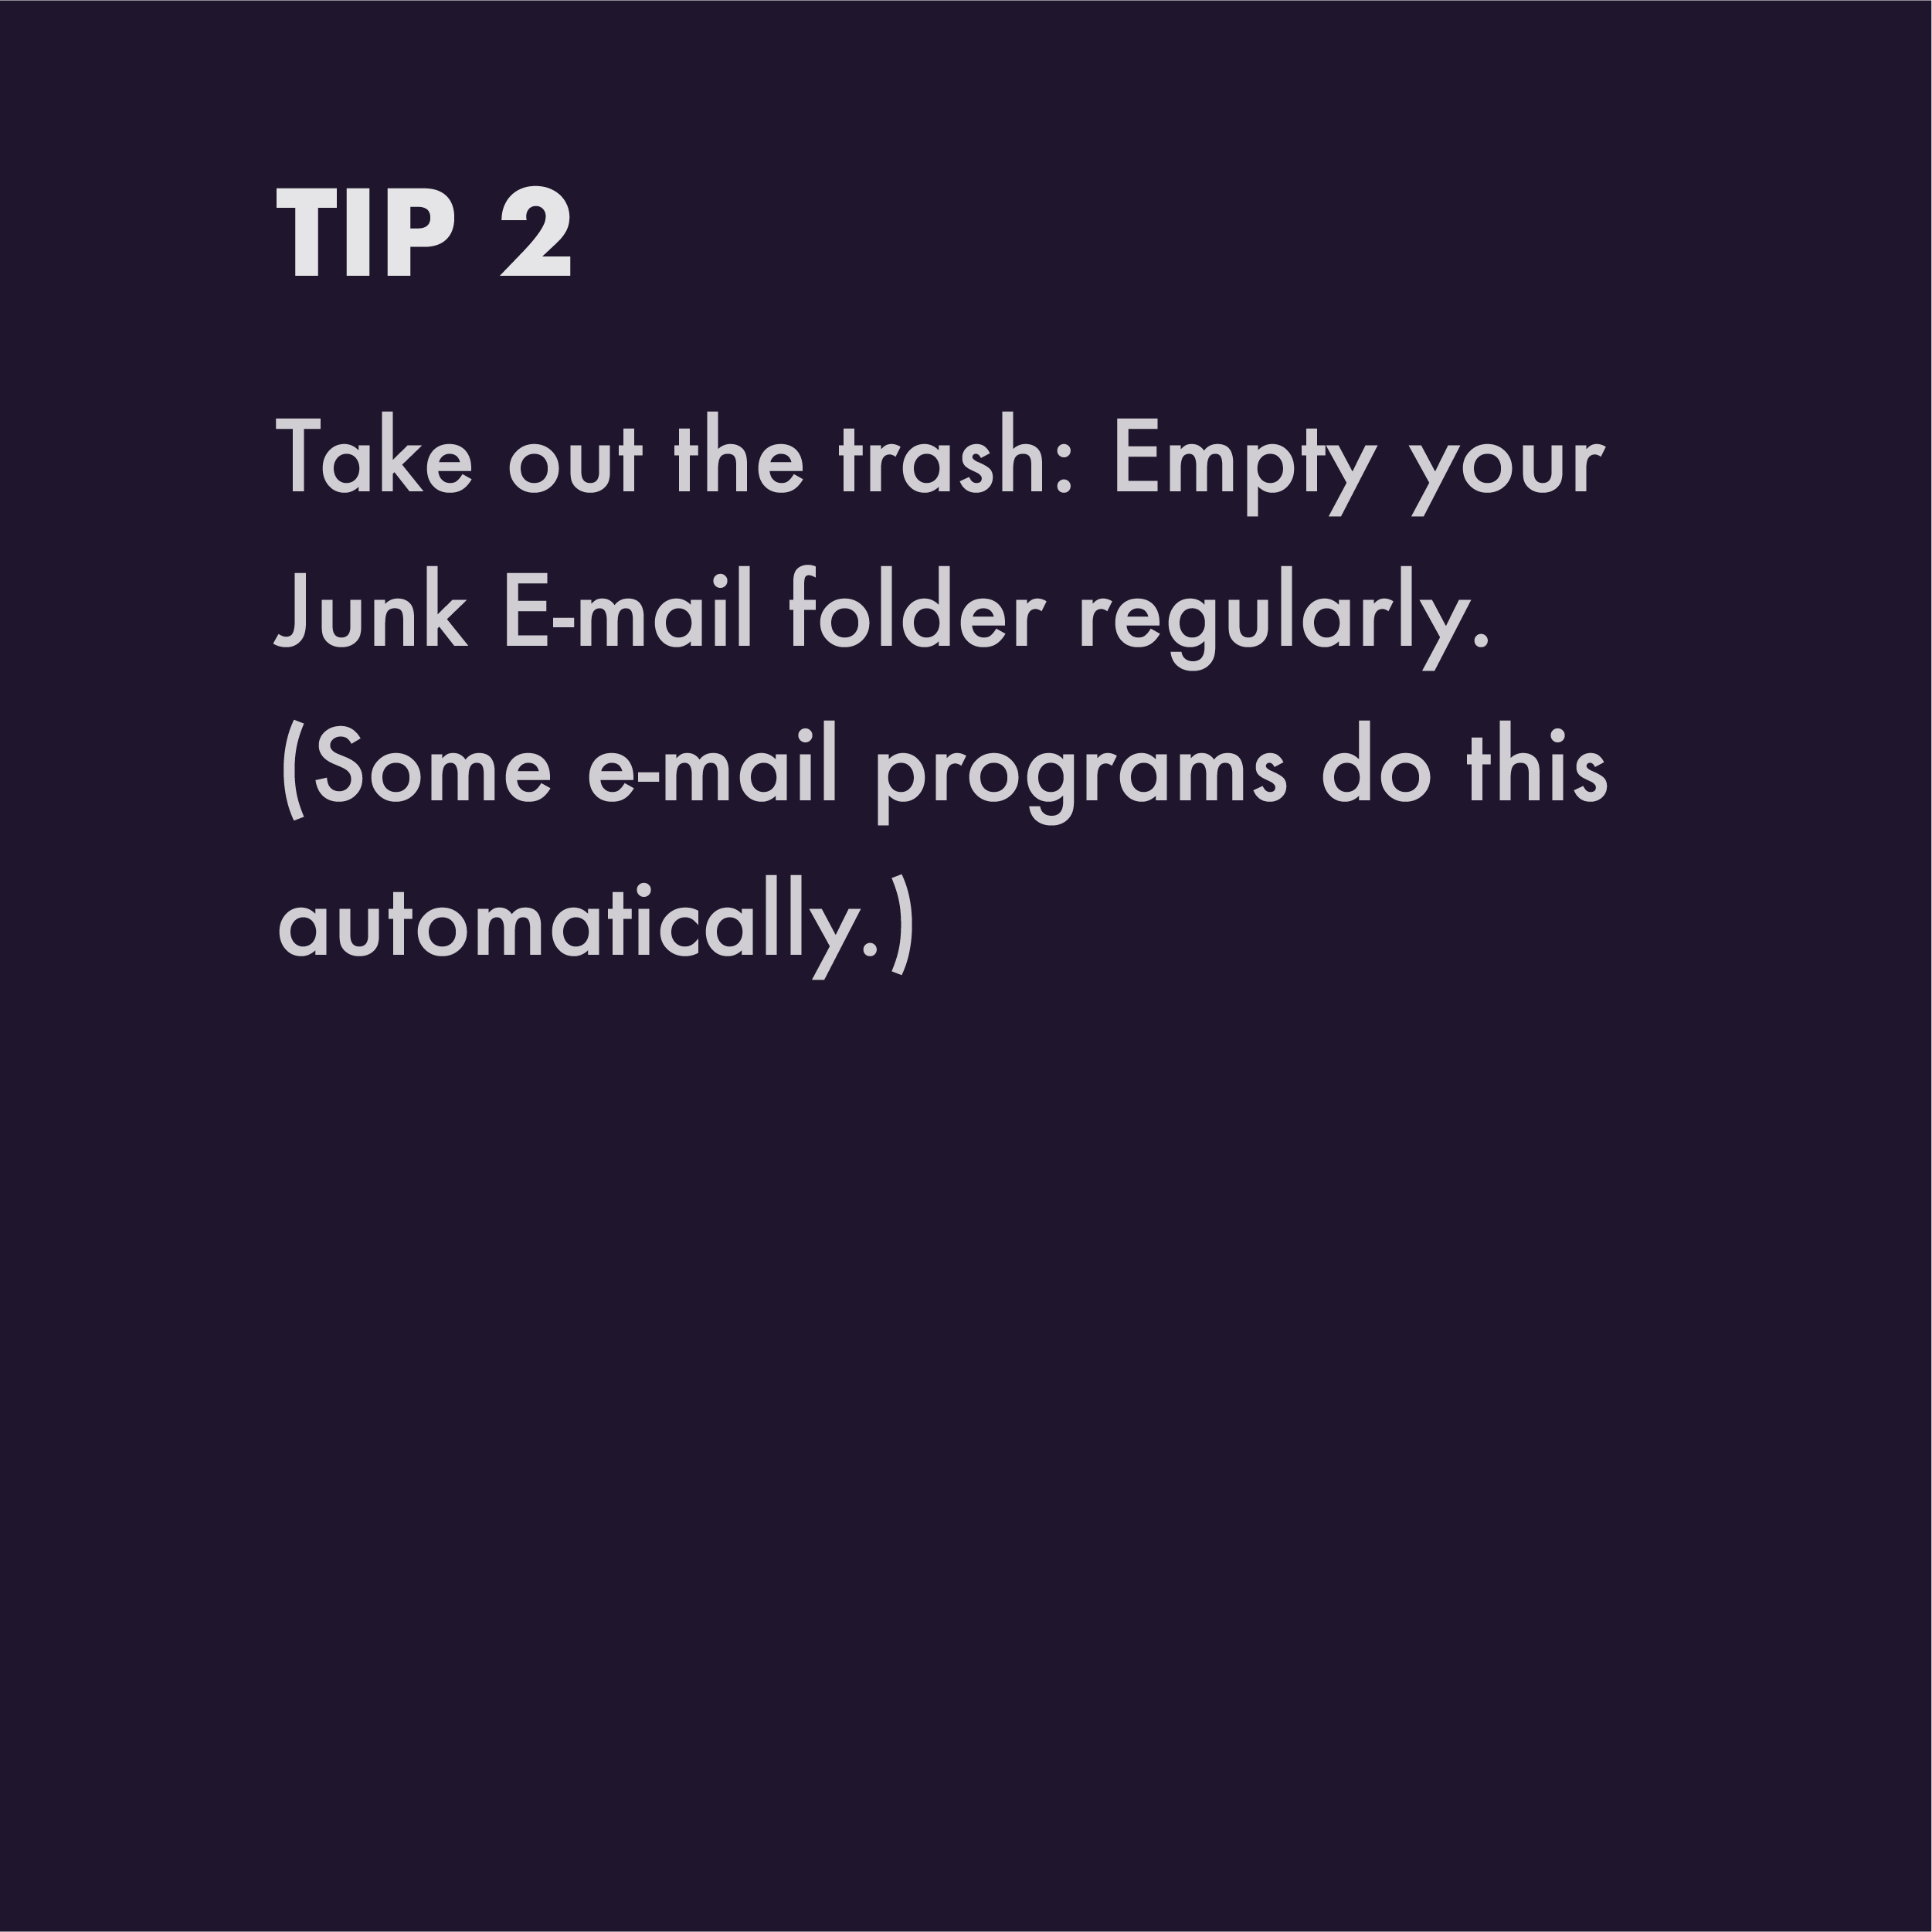 TIP 2
Take out the trash: Empty your
Junk E-mail folder regularly.
(Some e-mail programs do this
automatically.)